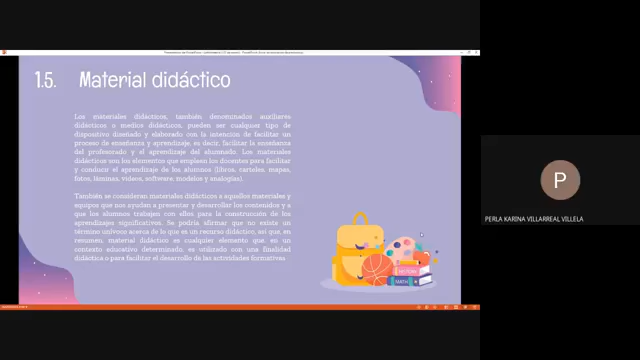 1.5. Material didáctico
Los materiales didácticos, también denominados auxiliares
didácticos o medios didácticos, pueden ser cualquier tipo de
dispositivo diseñado y elaborado con la intención de facilitar un
proceso de enseñanza y aprendizaje, es decir, facilitar la enseñanza
del profesorado y el aprendizaje del alumnado. Los materiales
didácticos son los elementos que emplean los docentes para facilitar
y conducir el aprendizaje de los alumnos (libros, carteles, mapas,
fotos, láminas, videos, software, modelos y analogías).
También se consideran materiales didácticos a aquellos materiales y
equipos que nos ayudan a presentar y desarrollar los contenidos y a
que los alumnos trabajen con ellos para la construcción de los
aprendizajes significativos. Se podría afirmar que no existe un
término unívoco acerca de lo que es un recurso didáctico, así que, en
resumen, material didáctico es cualquier elemento que, en un
contexto educativo determinado, es utilizado con una finalidad
didáctica o para facilitar el desarrollo de las actividades formativas
HISTORY
MATH
P
PERLA KARINA VILLARREAL VILLELA